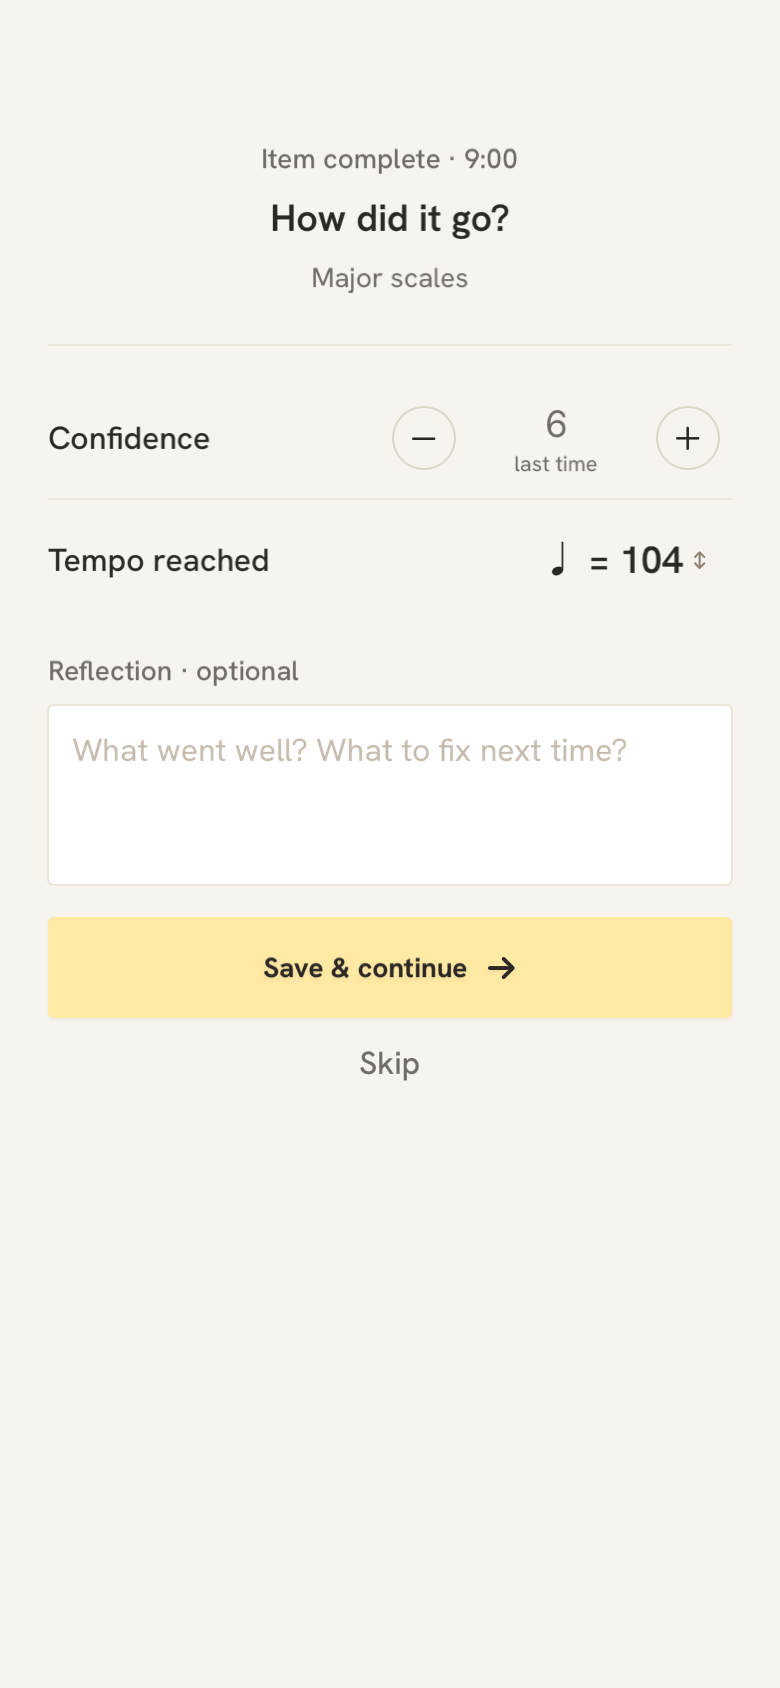 Item complete · 9:00
How did it go?
Major scales
Confidence − 6 +
last time
Tempo reached ♩ = 104
Reflection · optional
What went well? What to fix next time?
Save & continue →
Skip